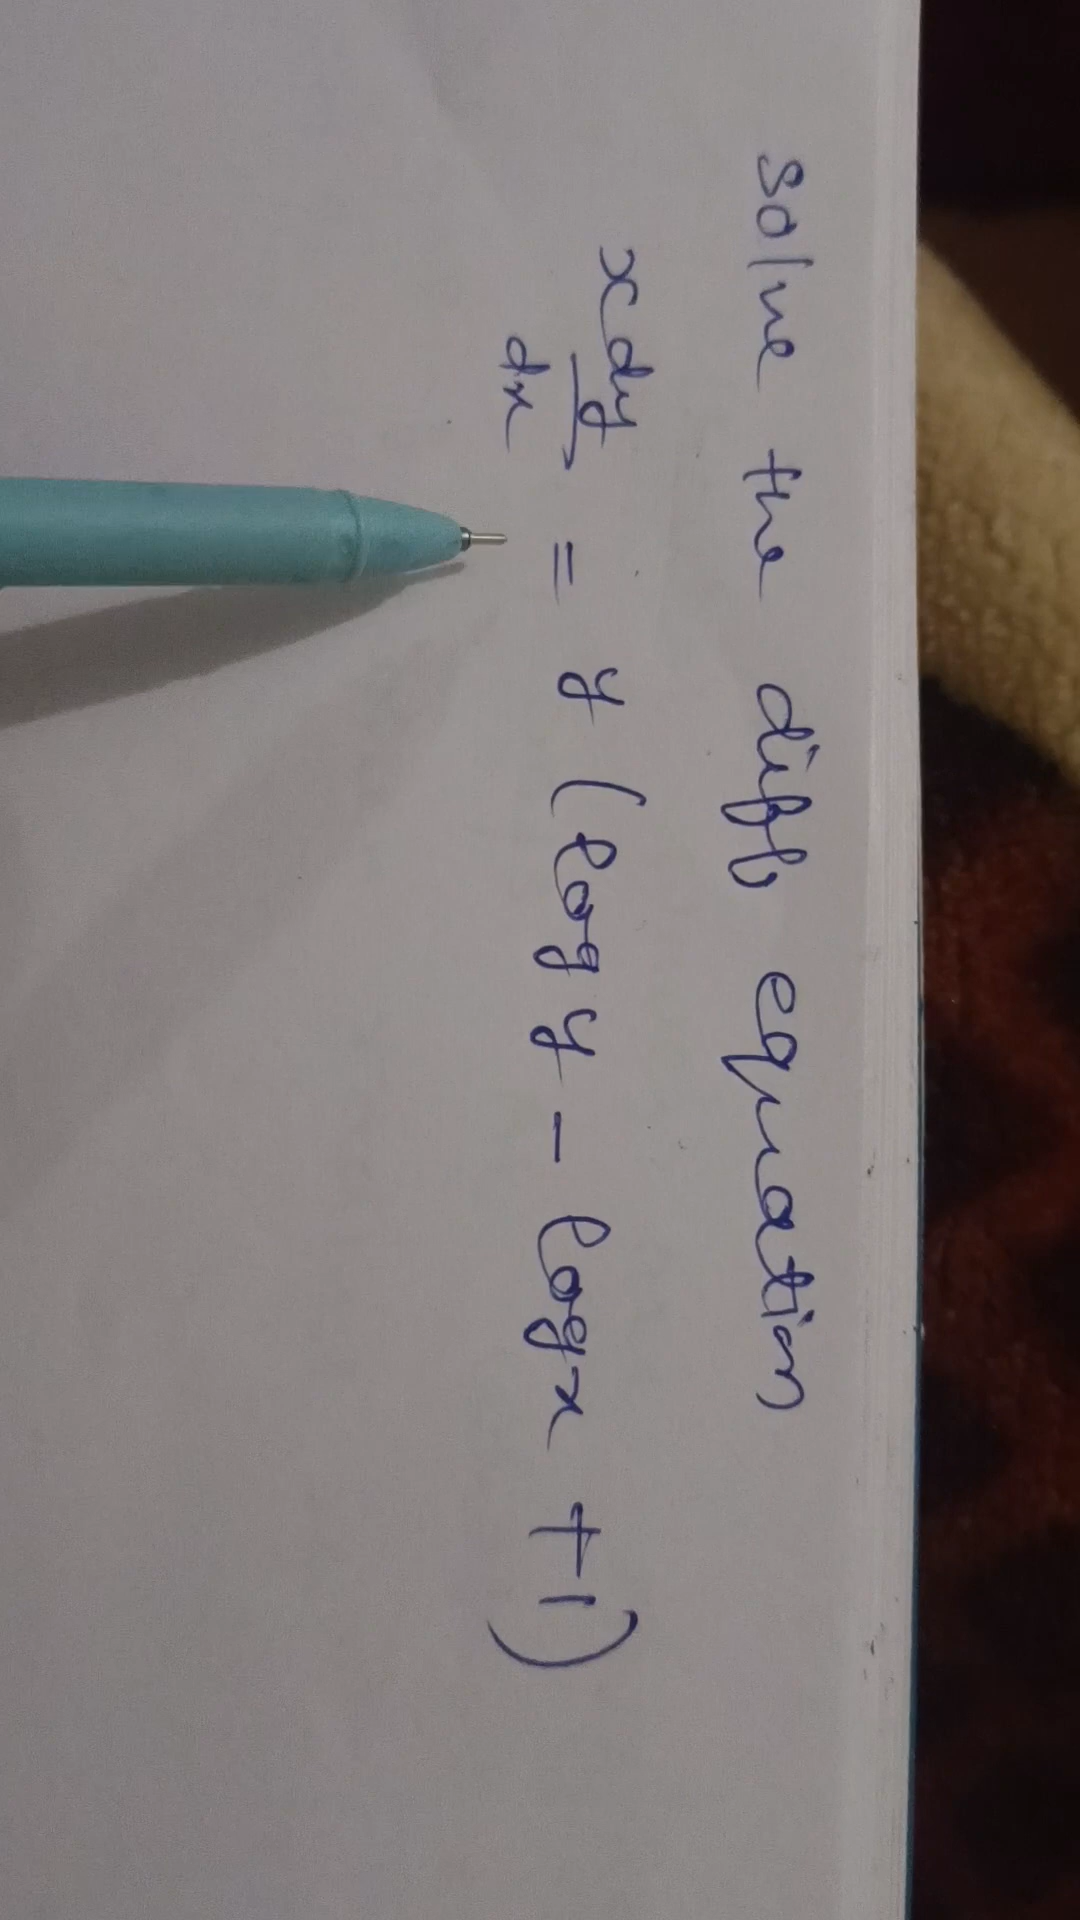 solve the diff equation
x dy/dx = y (log y - log x + 1)